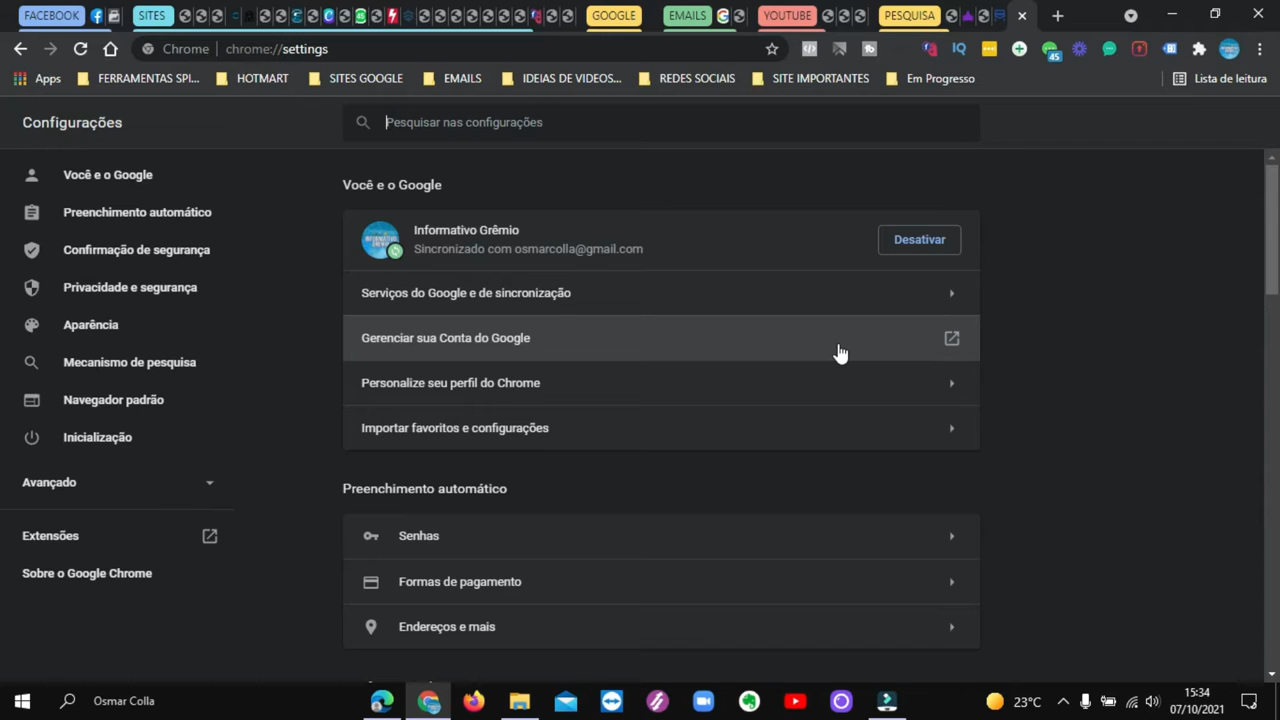 FACEBOOK SITES GOOGLE EMAILS YOUTUBE PESQUISA
Chrome chrome://settings
IQ 45
Apps FERRAMENTAS SPI... HOTMART SITES GOOGLE EMAILS IDEIAS DE VIDEOS... REDES SOCIAIS SITE IMPORTANTES Em Progresso Lista de leitura
Configurações
Pesquisar nas configurações
Você e o Google
Preenchimento automático
Confirmação de segurança
Privacidade e segurança
Aparência
Mecanismo de pesquisa
Navegador padrão
Inicialização
Avançado
Extensões
Sobre o Google Chrome
Você e o Google
Informativo Grêmio
Sincronizado com osmarcolla@gmail.com
Desativar
Serviços do Google e de sincronização
Gerenciar sua Conta do Google
Personalize seu perfil do Chrome
Importar favoritos e configurações
Preenchimento automático
Senhas
Formas de pagamento
Endereços e mais
Osmar Colla
23°C
15:34
07/10/2021